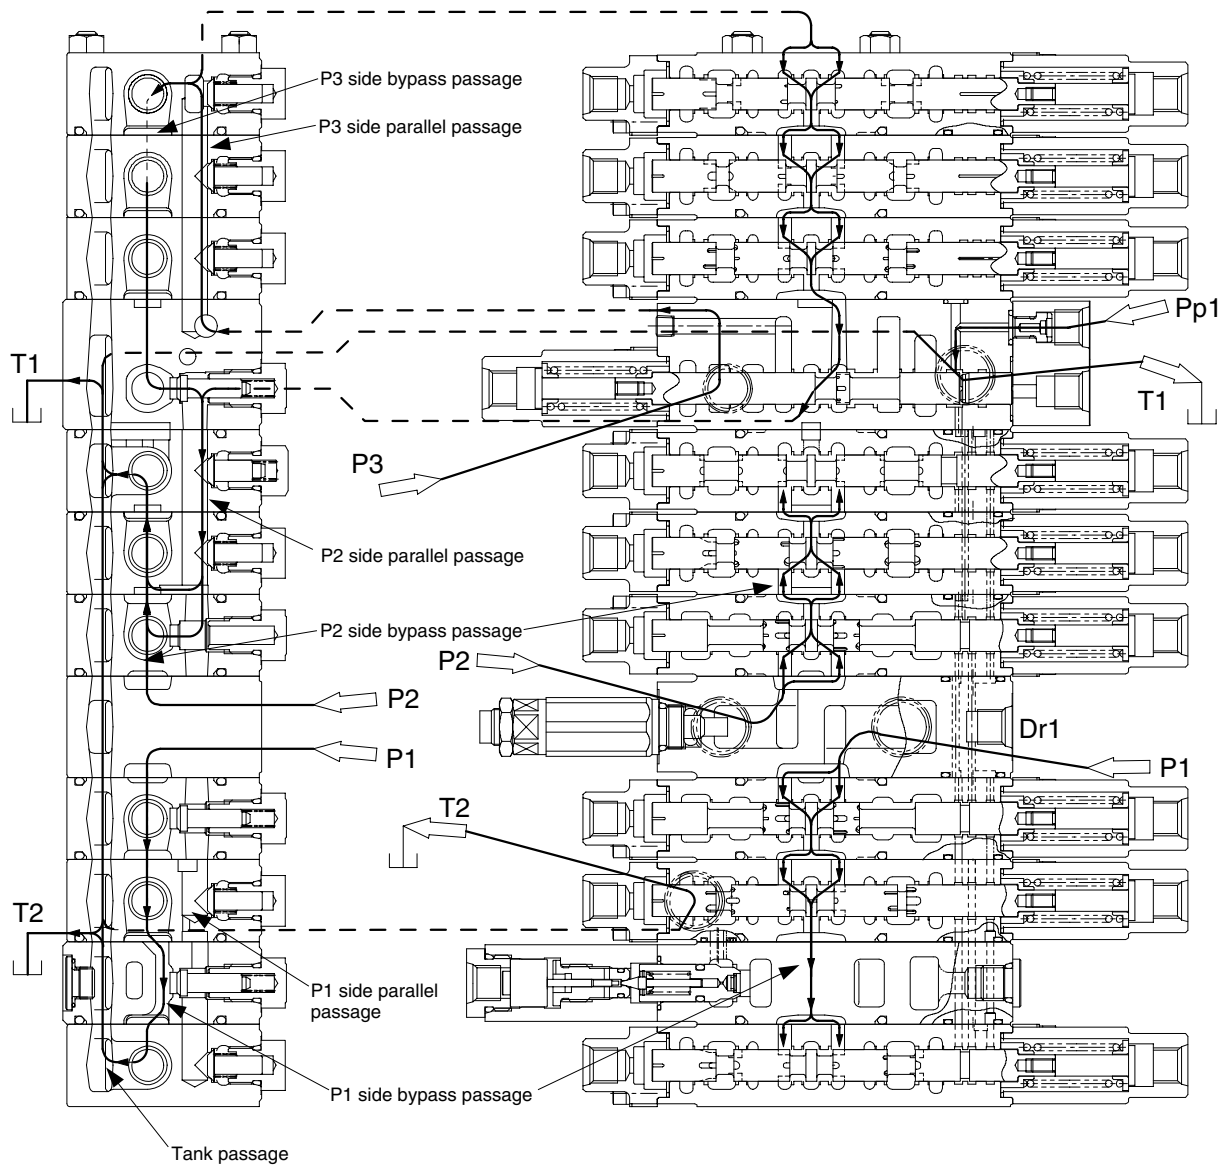 P3 side bypass passage
P3 side parallel passage
Pp1
T1
T1
P3
P2 side parallel passage
P2 side bypass passage
P2
P2
Dr1
P1
P1
T2
T2
P1 side parallel
passage
P1 side bypass passage
Tank passage